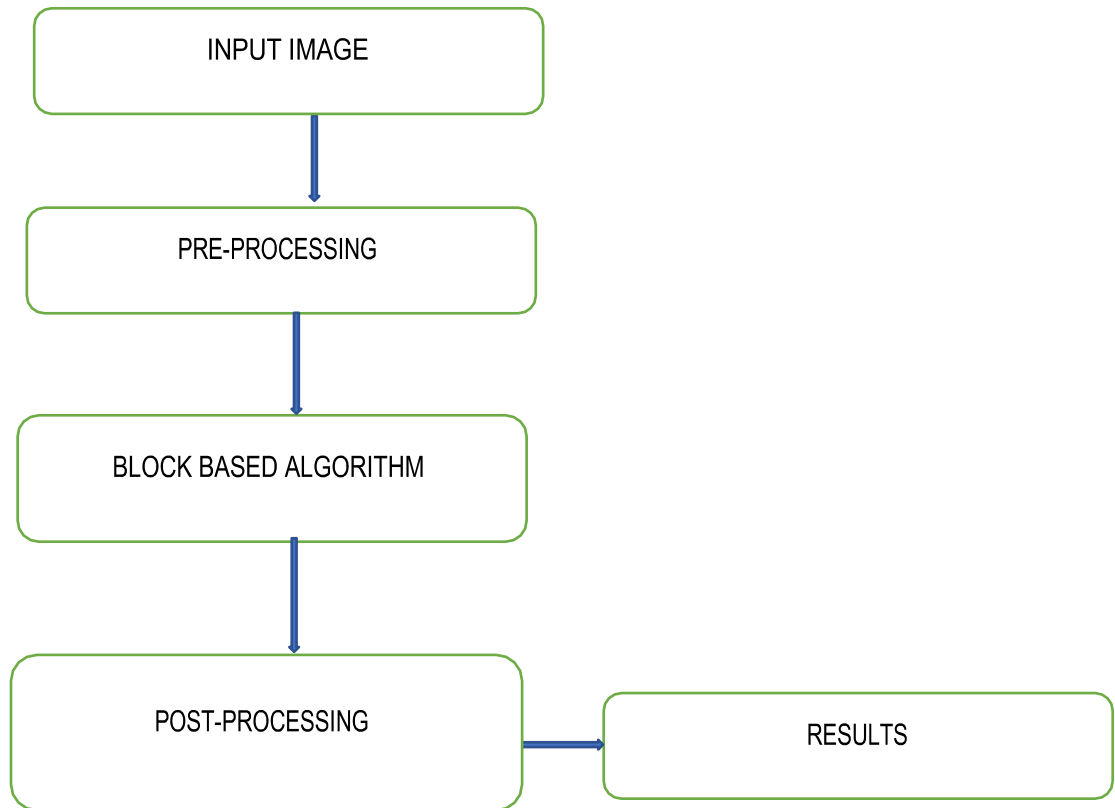 INPUT IMAGE
PRE-PROCESSING
BLOCK BASED ALGORITHM
POST-PROCESSING
RESULTS